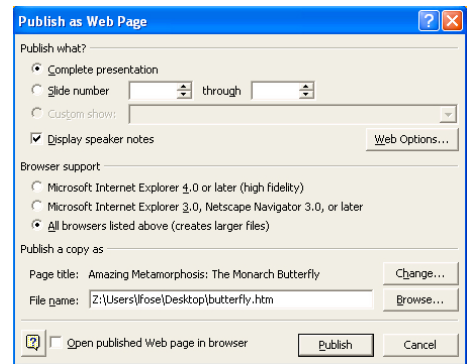 Publish as Web Page
Publish what?
Complete presentation
Slide number through
Custom show:
Display speaker notes Web Options...
Browser support
Microsoft Internet Explorer 4.0 or later (high fidelity)
Microsoft Internet Explorer 3.0, Netscape Navigator 3.0, or later
All browsers listed above (creates larger files)
Publish a copy as
Page title: Amazing Metamorphosis: The Monarch Butterfly Change...
File name: Z:\Users\lfose\Desktop\butterfly.htm Browse...
Open published Web page in browser Publish Cancel